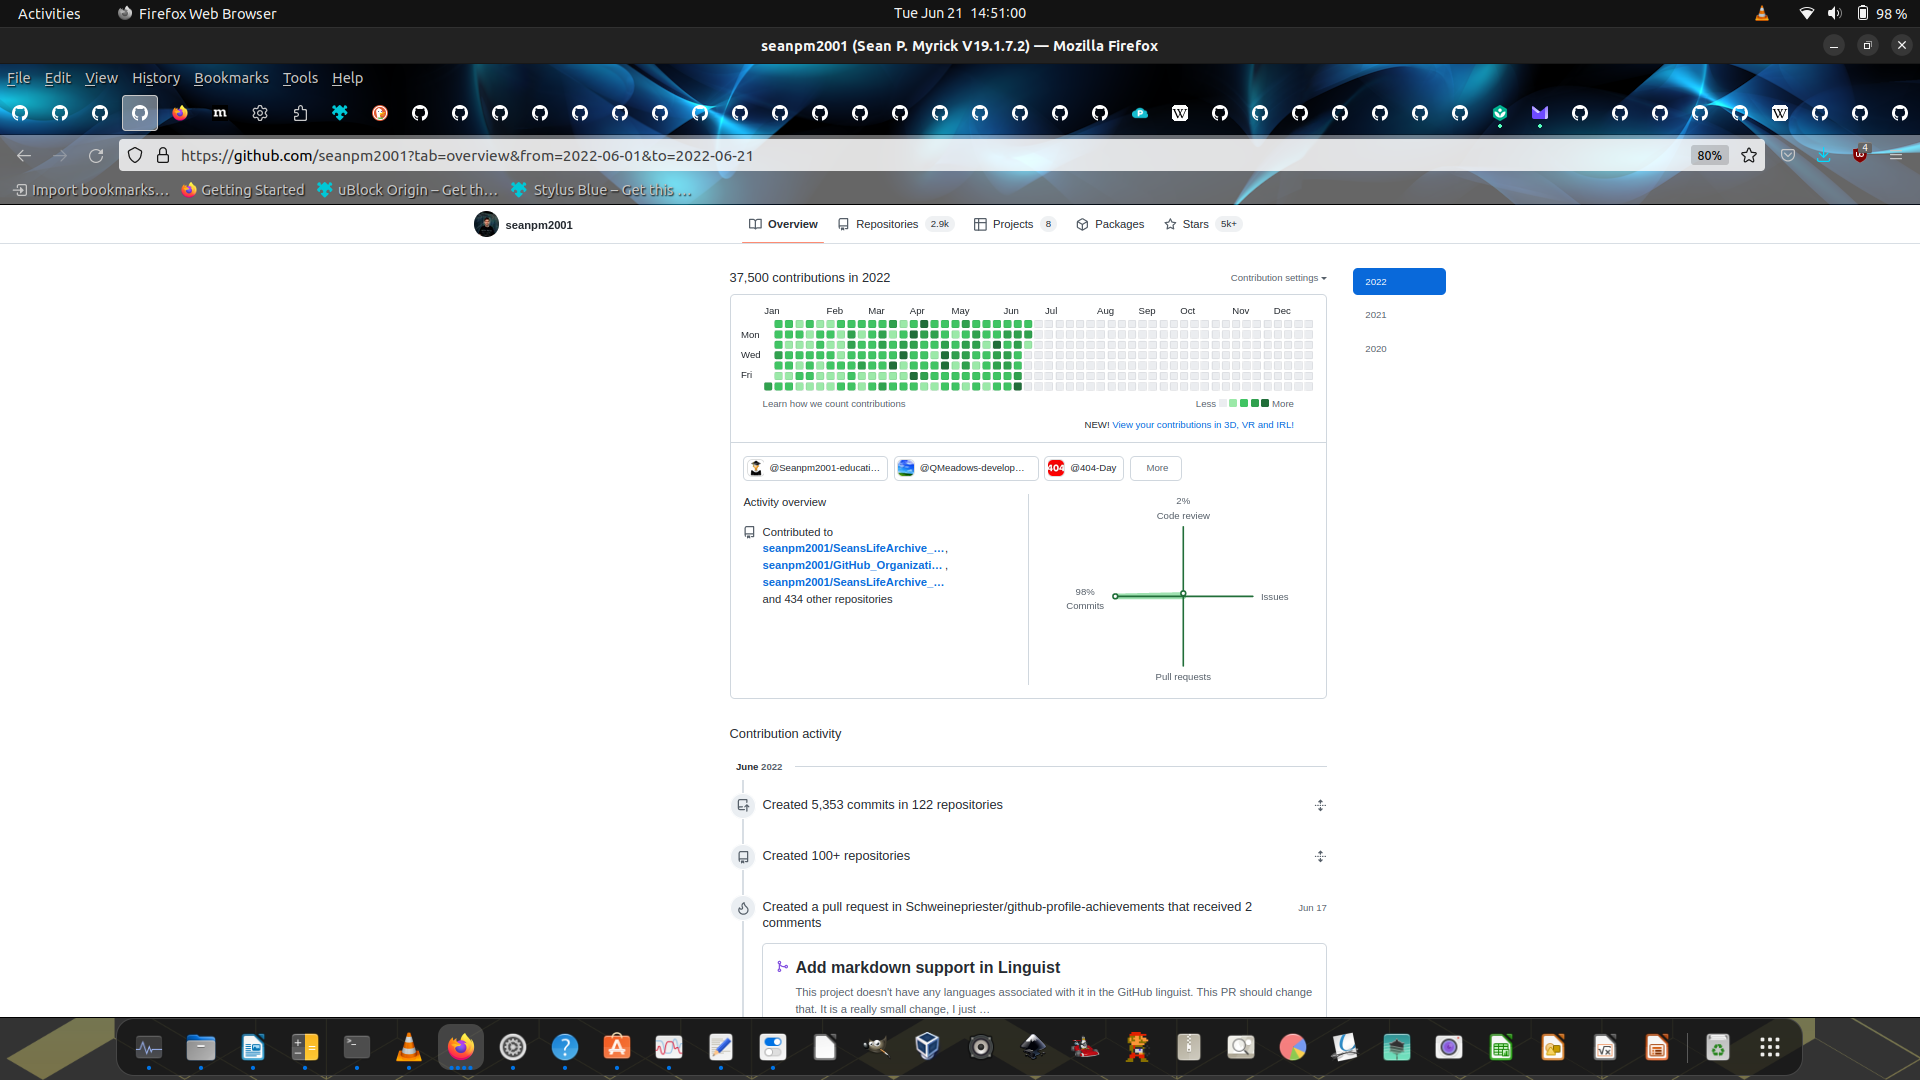 Activities
Firefox Web Browser
Tue Jun 21 14:51:00
98 %
seanpm2001 (Sean P. Myrick V19.1.7.2) — Mozilla Firefox
File Edit View History Bookmarks Tools Help
https://github.com/seanpm2001?tab=overview&from=2022-06-01&to=2022-06-21
80%
4
Import bookmarks…
Getting Started
uBlock Origin – Get th…
Stylus Blue – Get this …
seanpm2001
Overview
Repositories 2.9k
Projects 8
Packages
Stars 5k+
37,500 contributions in 2022
Contribution settings
2022
2021
2020
Jan Feb Mar Apr May Jun Jul Aug Sep Oct Nov Dec
Mon
Wed
Fri
Learn how we count contributions
Less
More
NEW! View your contributions in 3D, VR and IRL!
@Seanpm2001-educati…
@QMeadows-develop…
404
@404-Day
More
Activity overview
Contributed to
seanpm2001/SeansLifeArchive_… ,
seanpm2001/GitHub_Organizati… ,
seanpm2001/SeansLifeArchive_…
and 434 other repositories
2%
Code review
98%
Commits
Issues
Pull requests
Contribution activity
June 2022
Created 5,353 commits in 122 repositories
Created 100+ repositories
Created a pull request in Schweinepriester/github-profile-achievements that received 2
comments
Jun 17
Add markdown support in Linguist
This project doesn't have any languages associated with it in the GitHub linguist. This PR should change
that. It is a really small change, I just …